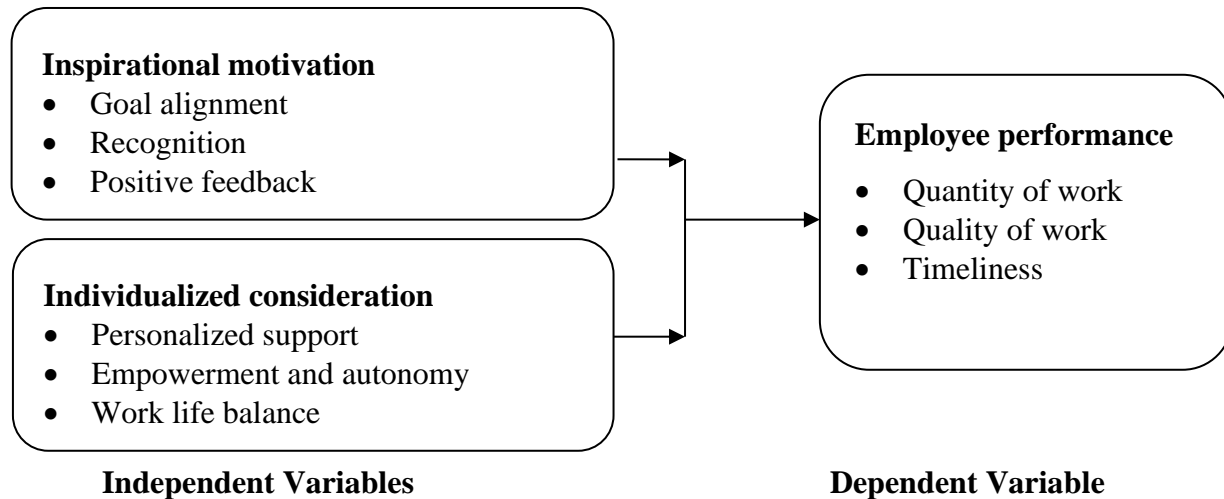 Inspirational motivation
• Goal alignment
• Recognition
• Positive feedback
Individualized consideration
• Personalized support
• Empowerment and autonomy
• Work life balance
Employee performance
• Quantity of work
• Quality of work
• Timeliness
Independent Variables
Dependent Variable